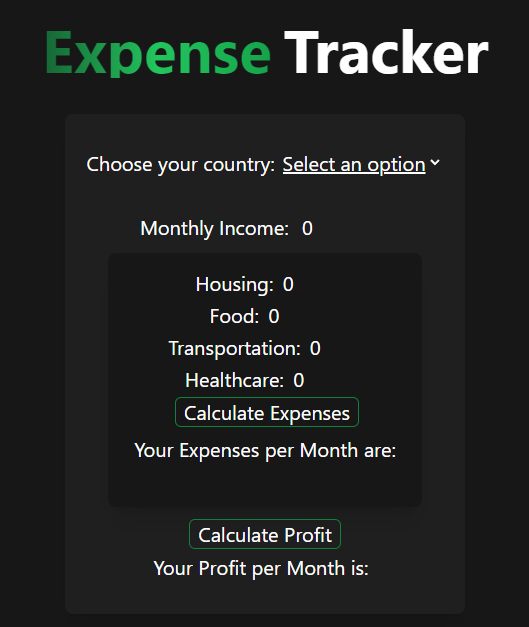 Expense Tracker
Choose your country: Select an option
Monthly Income: 0
Housing: 0
Food: 0
Transportation: 0
Healthcare: 0
Calculate Expenses
Your Expenses per Month are:
Calculate Profit
Your Profit per Month is: